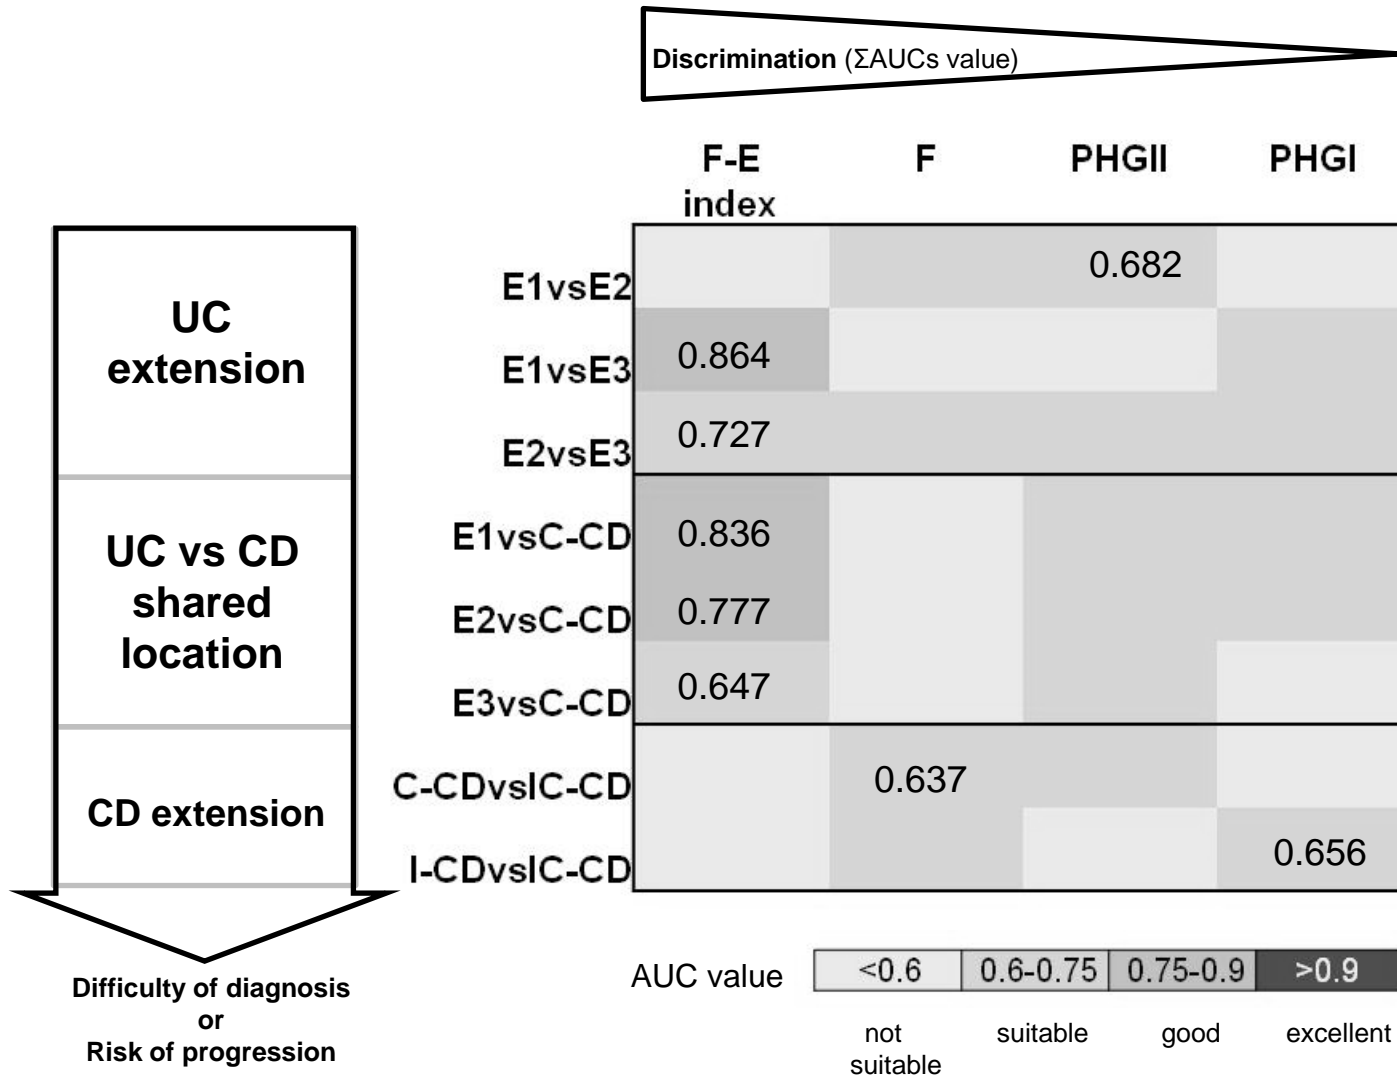 Discrimination (ΣAUCs value)
F-E
index
F
PHGII
PHGI
UC
extension
UC vs CD
shared
location
CD extension
Difficulty of diagnosis
or
Risk of progression
E1vsE2
0.682
E1vsE3
0.864
E2vsE3
0.727
E1vsC-CD
0.836
E2vsC-CD
0.777
E3vsC-CD
0.647
C-CDvsIC-CD
0.637
I-CDvsIC-CD
0.656
AUC value
<0.6
0.6-0.75
0.75-0.9
>0.9
not
suitable
suitable
good
excellent